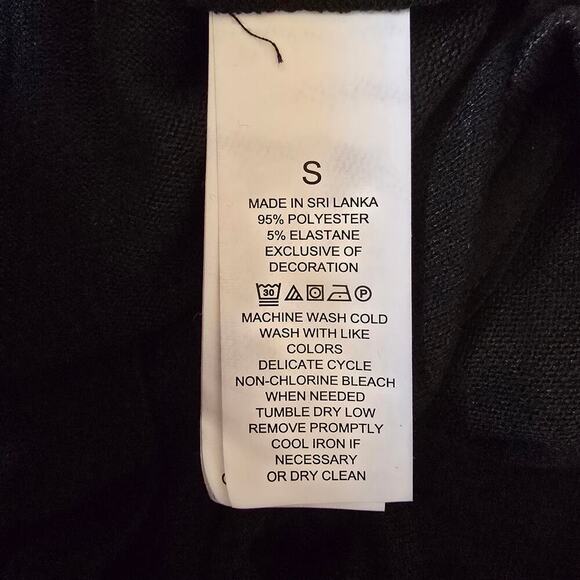 S
MADE IN SRI LANKA
95% POLYESTER
5% ELASTANE
EXCLUSIVE OF
DECORATION
30 P
MACHINE WASH COLD
WASH WITH LIKE
COLORS
DELICATE CYCLE
NON-CHLORINE BLEACH
WHEN NEEDED
TUMBLE DRY LOW
REMOVE PROMPTLY
COOL IRON IF
NECESSARY
OR DRY CLEAN